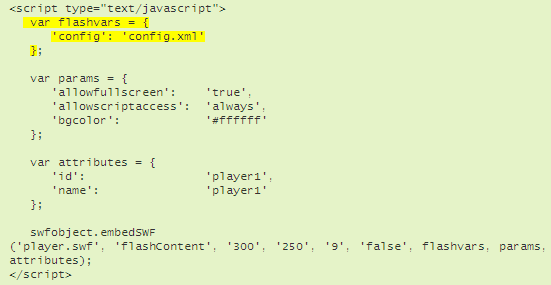 <script type="text/javascript">
var flashvars = {
'config': 'config.xml'
};
var params = {
'allowfullscreen': 'true',
'allowscriptaccess': 'always',
'bgcolor': '#ffffff'
};
var attributes = {
'id': 'player1',
'name': 'player1'
};
swfobject.embedSWF
('player.swf', 'flashContent', '300', '250', '9', 'false', flashvars, params,
attributes);
</script>